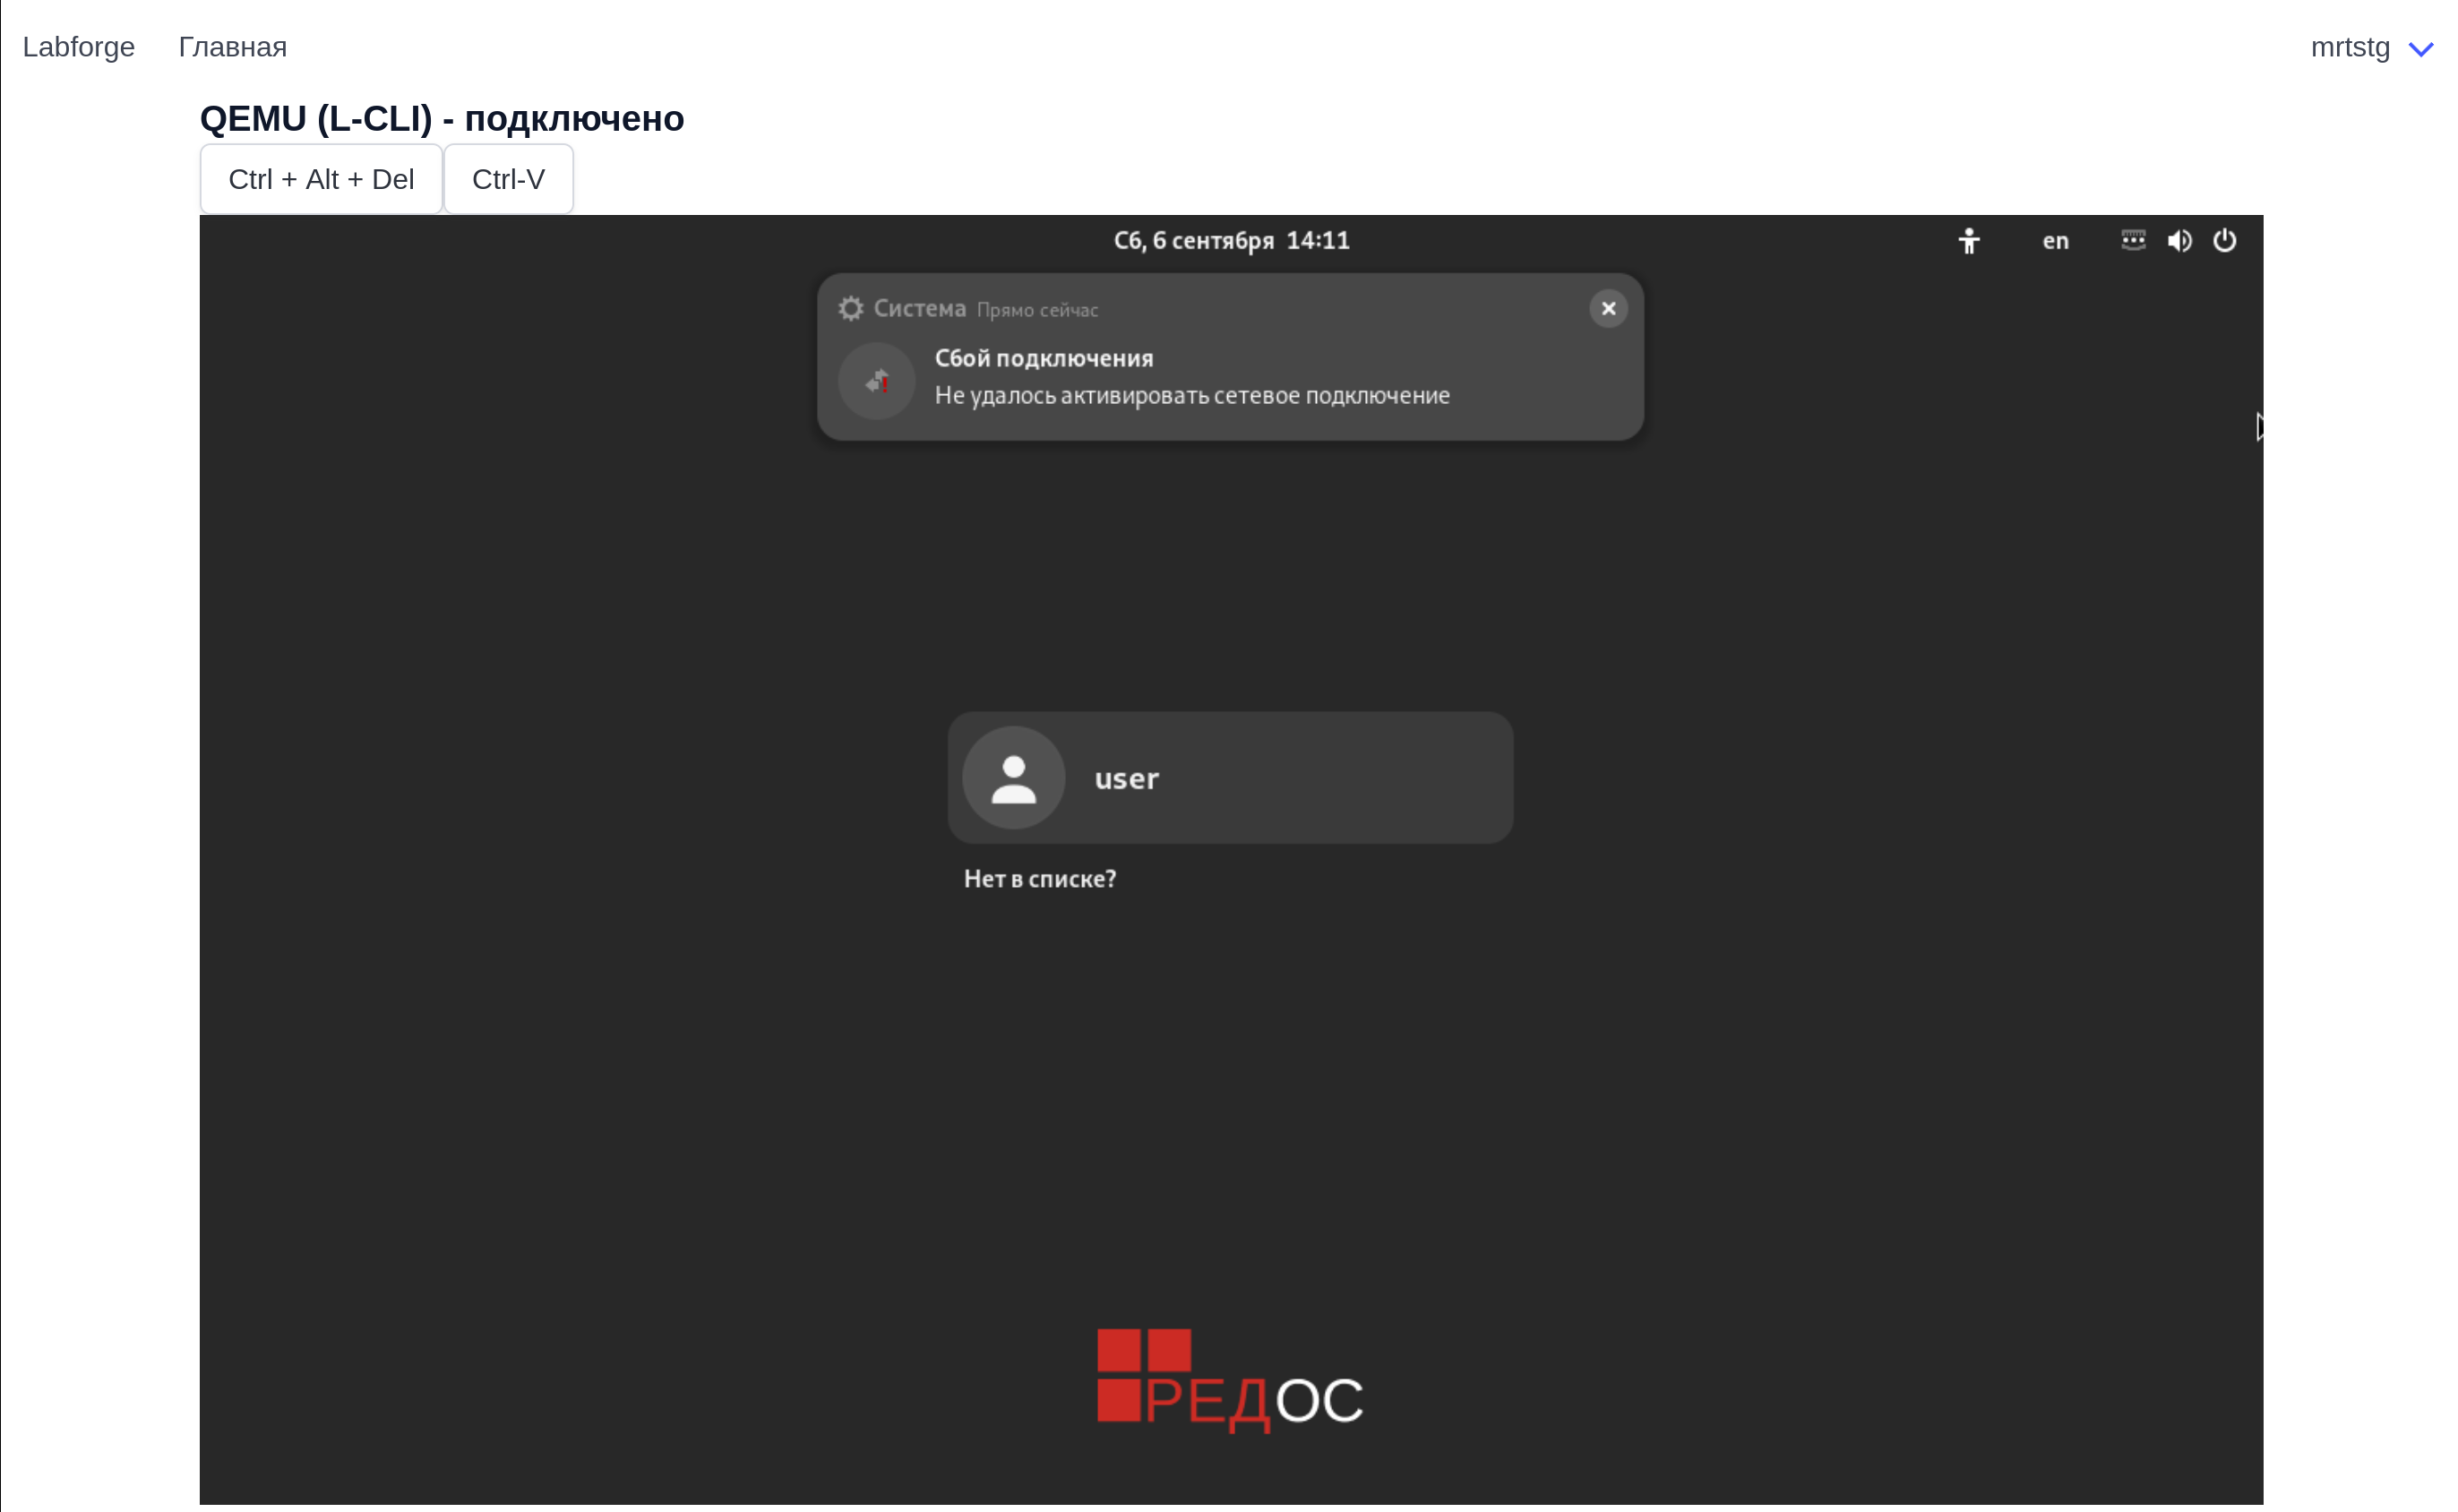 Labforge Главная mrtstg
QEMU (L-CLI) - подключено
Ctrl + Alt + Del Ctrl-V
Сб, 6 сентября 14:11 en
Система Прямо сейчас
Сбой подключения
Не удалось активировать сетевое подключение
user
Нет в списке?
РЕДОС